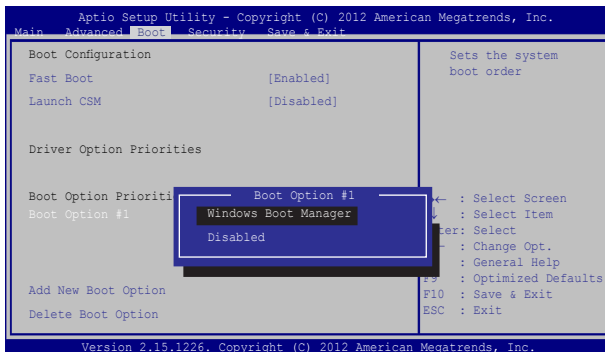 Aptio Setup Utility - Copyright (C) 2012 American Megatrends, Inc.
Main Advanced Boot Security Save & Exit
Boot Configuration
Fast Boot [Enabled]
Launch CSM [Disabled]
Driver Option Priorities
Boot Option Prioriti
Boot Option #1
Add New Boot Option
Delete Boot Option
Boot Option #1
Windows Boot Manager
Disabled
Sets the system
boot order
→← : Select Screen
: Select Item
ter: Select
: Change Opt.
: General Help
F9 : Optimized Defaults
F10 : Save & Exit
ESC : Exit
Version 2.15.1226. Copyright (C) 2012 American Megatrends, Inc.